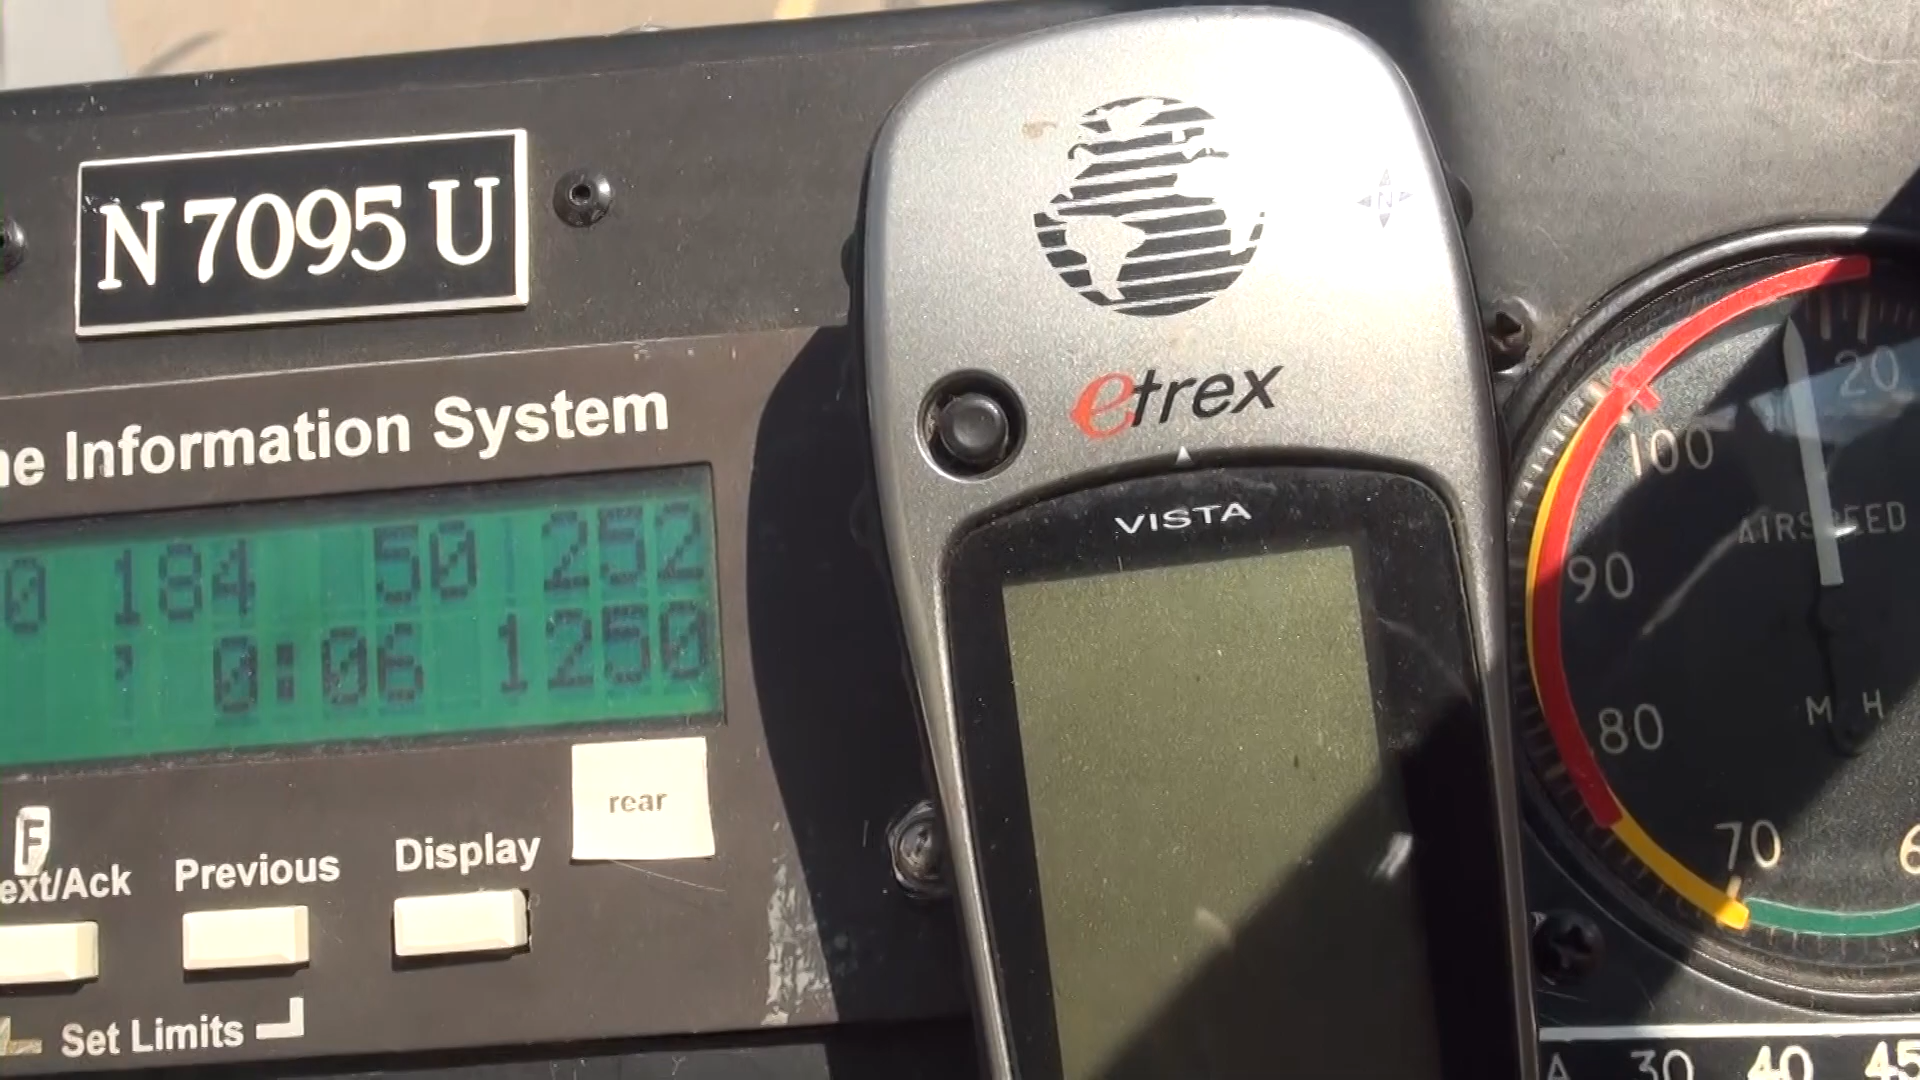 N 7095 U
ne Information System
0 184 50 252
, 0:06 1250
rear
F
ext/Ack Previous Display
Set Limits
N
etrex
VISTA
20
100
AIRSPEED
90
M H
80
70 6
A 30 40 45